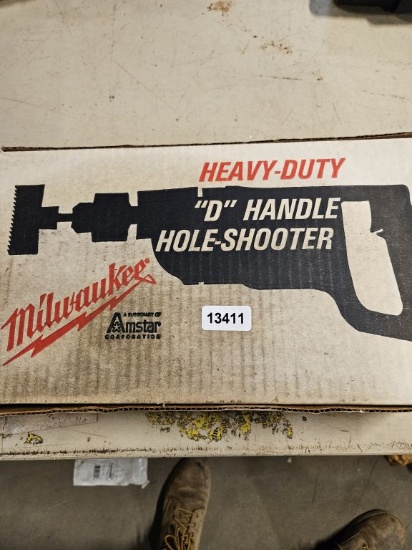 HEAVY-DUTY
"D" HANDLE
HOLE-SHOOTER
Milwaukee
A SUBSIDIARY OF
Amstar
CORPORATION
13411